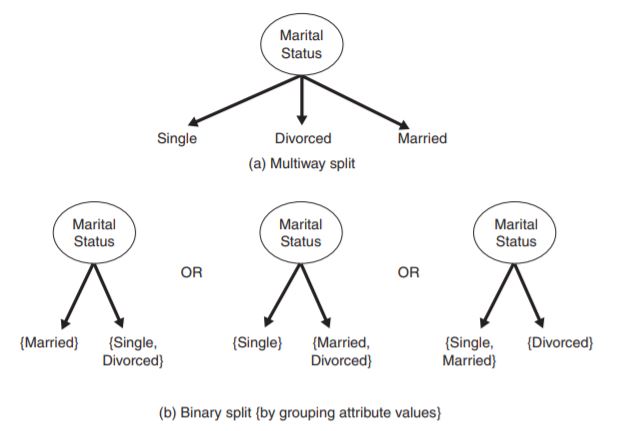 Marital
Status
Single
Divorced
Married
(a) Multiway split
Marital
Status
OR
Marital
Status
OR
Marital
Status
{Married}
{Single,
Divorced}
{Single}
{Married,
Divorced}
{Single,
Married}
{Divorced}
(b) Binary split {by grouping attribute values}